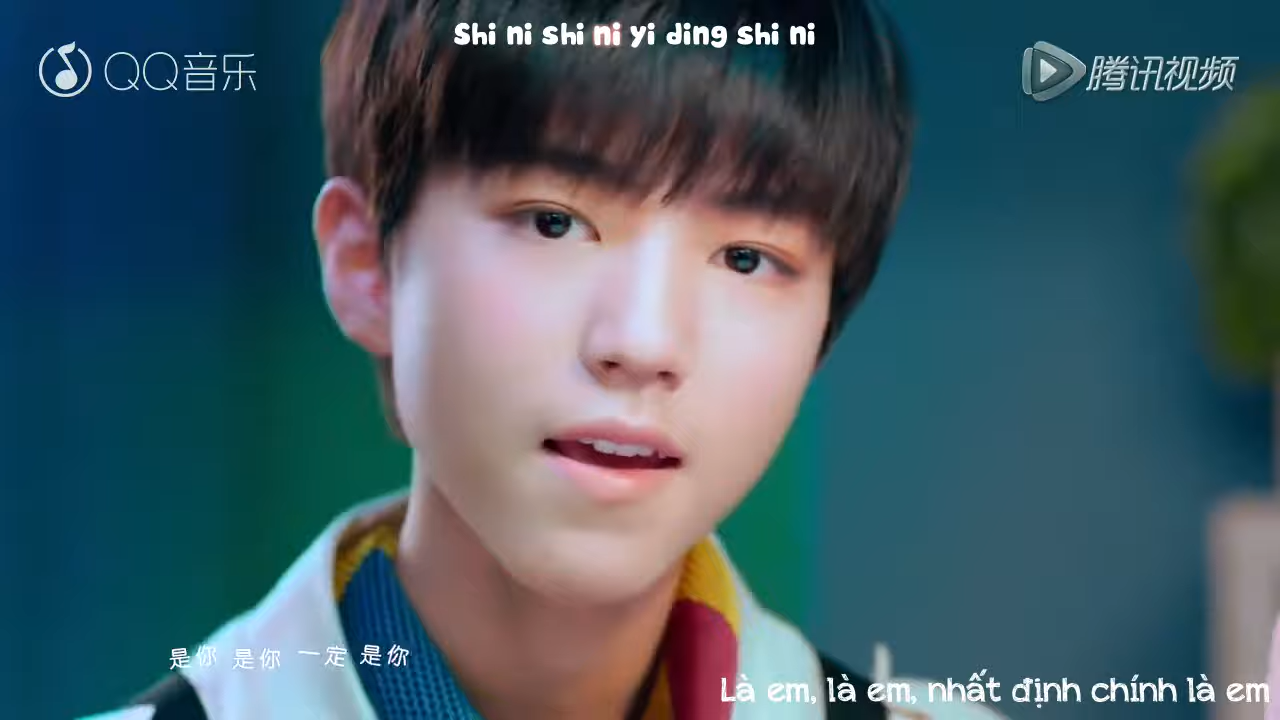 Shi ni shi ni yi ding shi ni
QQ音乐
腾讯视频
是你 是你 一定 是你
Là em, là em, nhất định chính là em